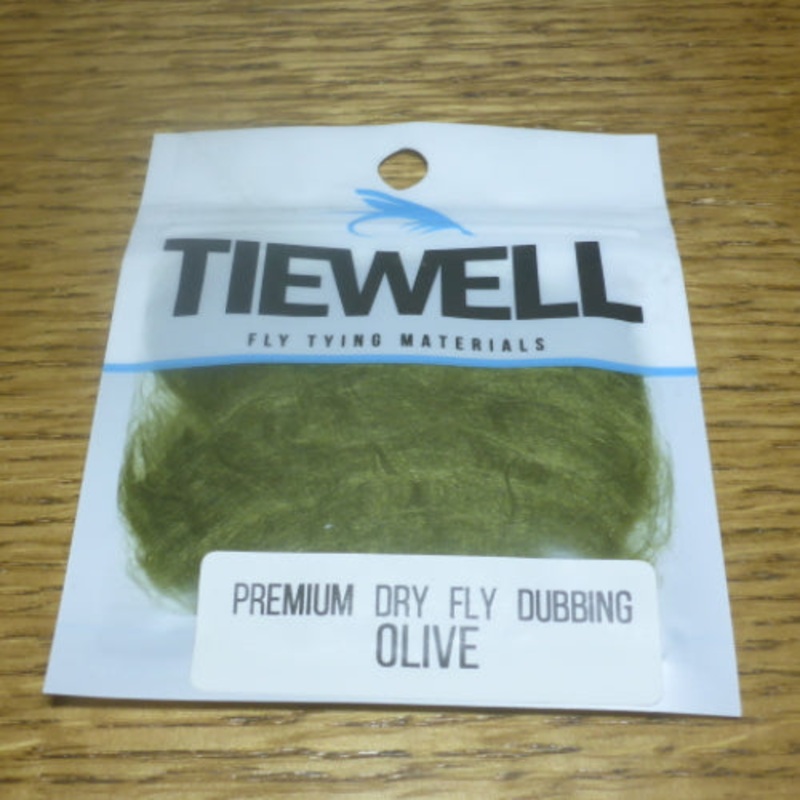 TIEWELL
FLY TYING MATERIALS
PREMIUM DRY FLY DUBBING
OLIVE